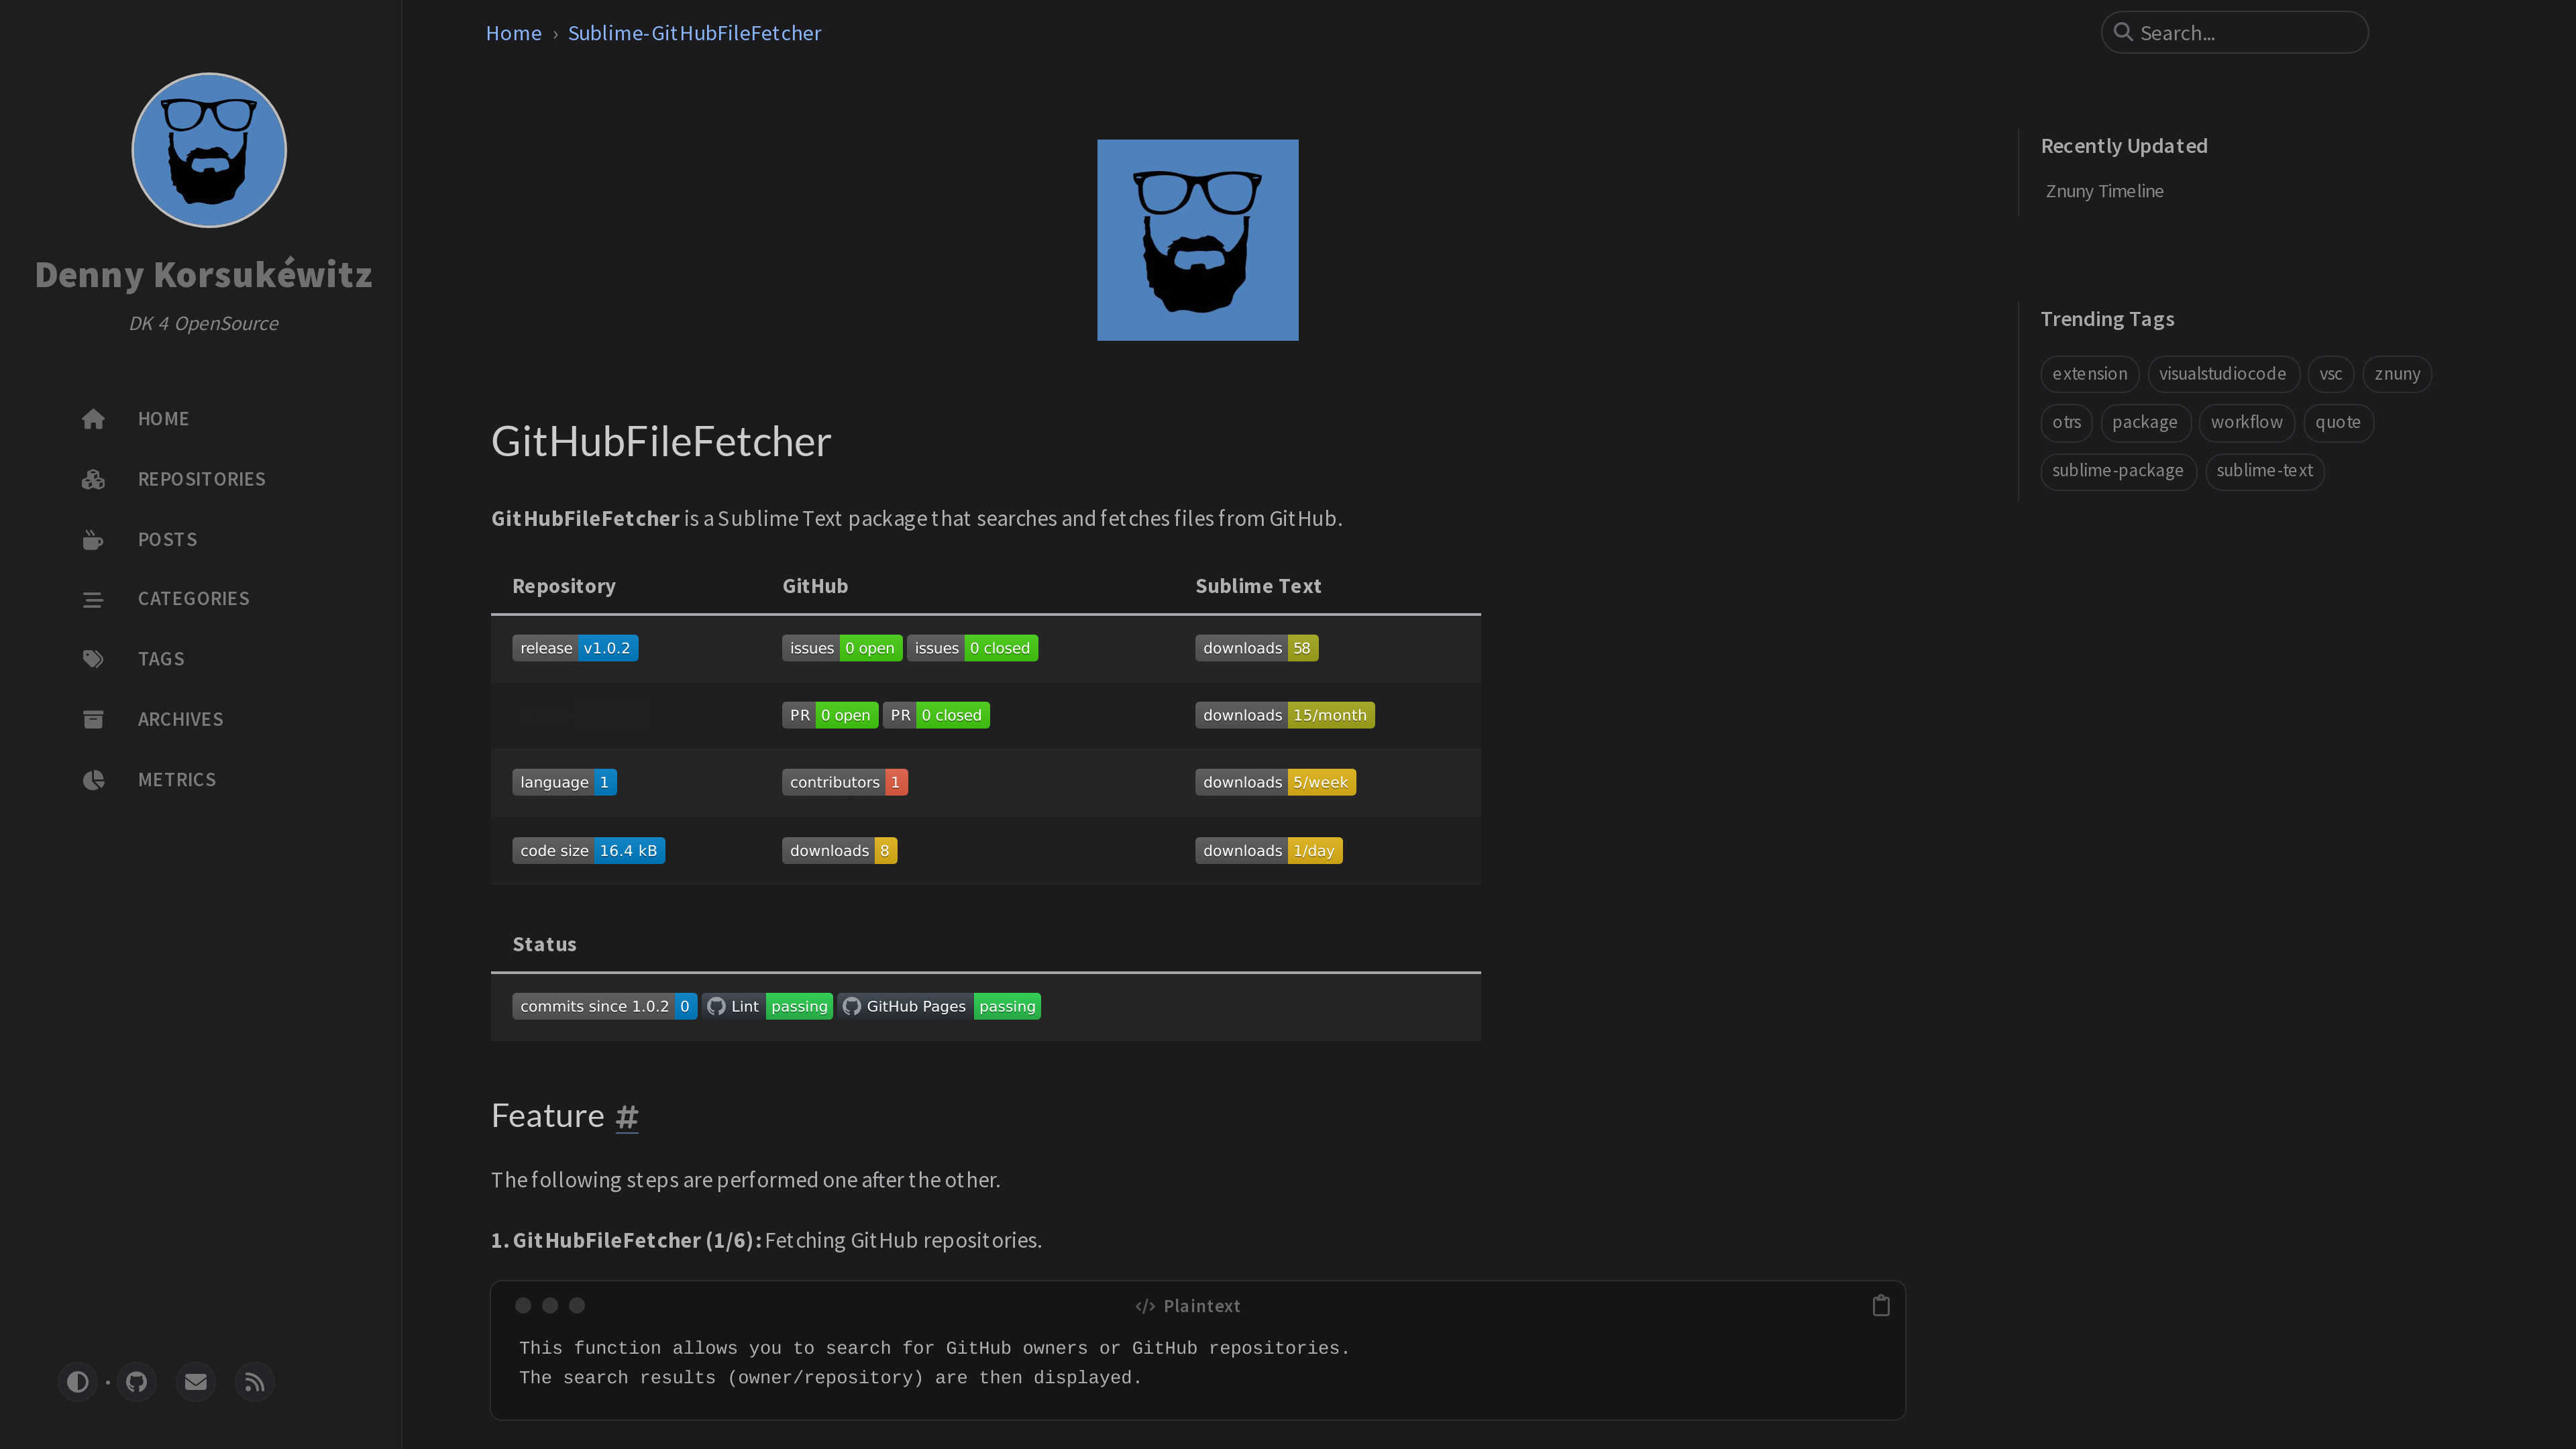 Denny Korsukéwitz
DK 4 OpenSource
HOME
REPOSITORIES
POSTS
CATEGORIES
TAGS
ARCHIVES
METRICS
Home › Sublime-GitHubFileFetcher
Search...
GitHubFileFetcher
GitHubFileFetcher is a Sublime Text package that searches and fetches files from GitHub.
Repository GitHub Sublime Text
release v1.0.2 issues 0 open issues 0 closed downloads 58
PR 0 open PR 0 closed downloads 15/month
language 1 contributors 1 downloads 5/week
code size 16.4 kB downloads 8 downloads 1/day
Status
commits since 1.0.2 0 Lint passing GitHub Pages passing
Feature #
The following steps are performed one after the other.
1. GitHubFileFetcher (1/6): Fetching GitHub repositories.
</> Plaintext
This function allows you to search for GitHub owners or GitHub repositories.
The search results (owner/repository) are then displayed.
Recently Updated
Znuny Timeline
Trending Tags
extension visualstudiocode vsc znuny
otrs package workflow quote
sublime-package sublime-text